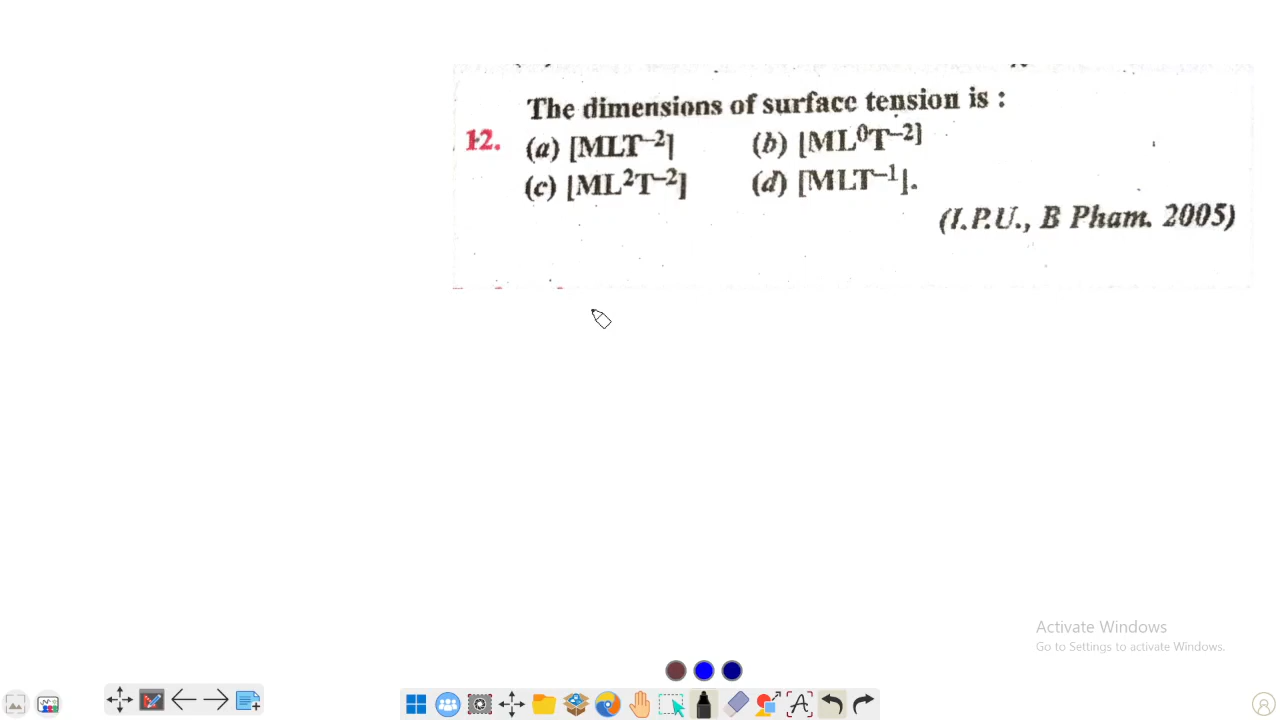 The dimensions of surface tension is :
12. (a) [MLT⁻²] (b) [ML⁰T⁻²]
(c) [ML²T⁻²] (d) [MLT⁻¹].
(I.P.U., B Pham. 2005)
Activate Windows
Go to Settings to activate Windows.